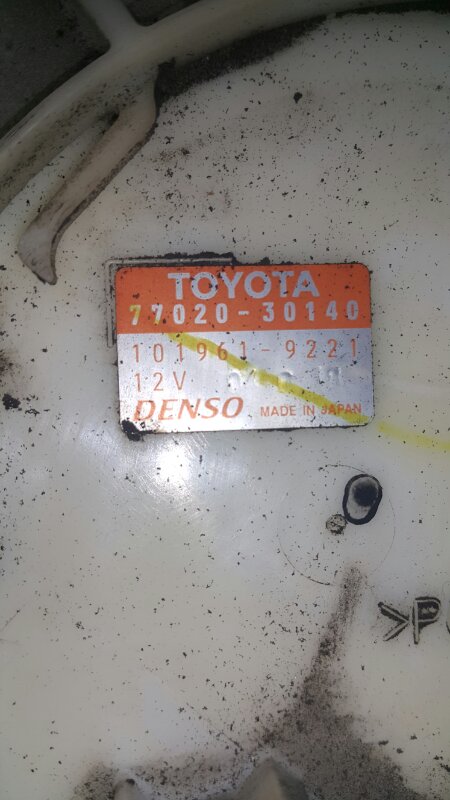 TOYOTA
77020-30140
101961-9221
12V
DENSO MADE IN JAPAN
>P